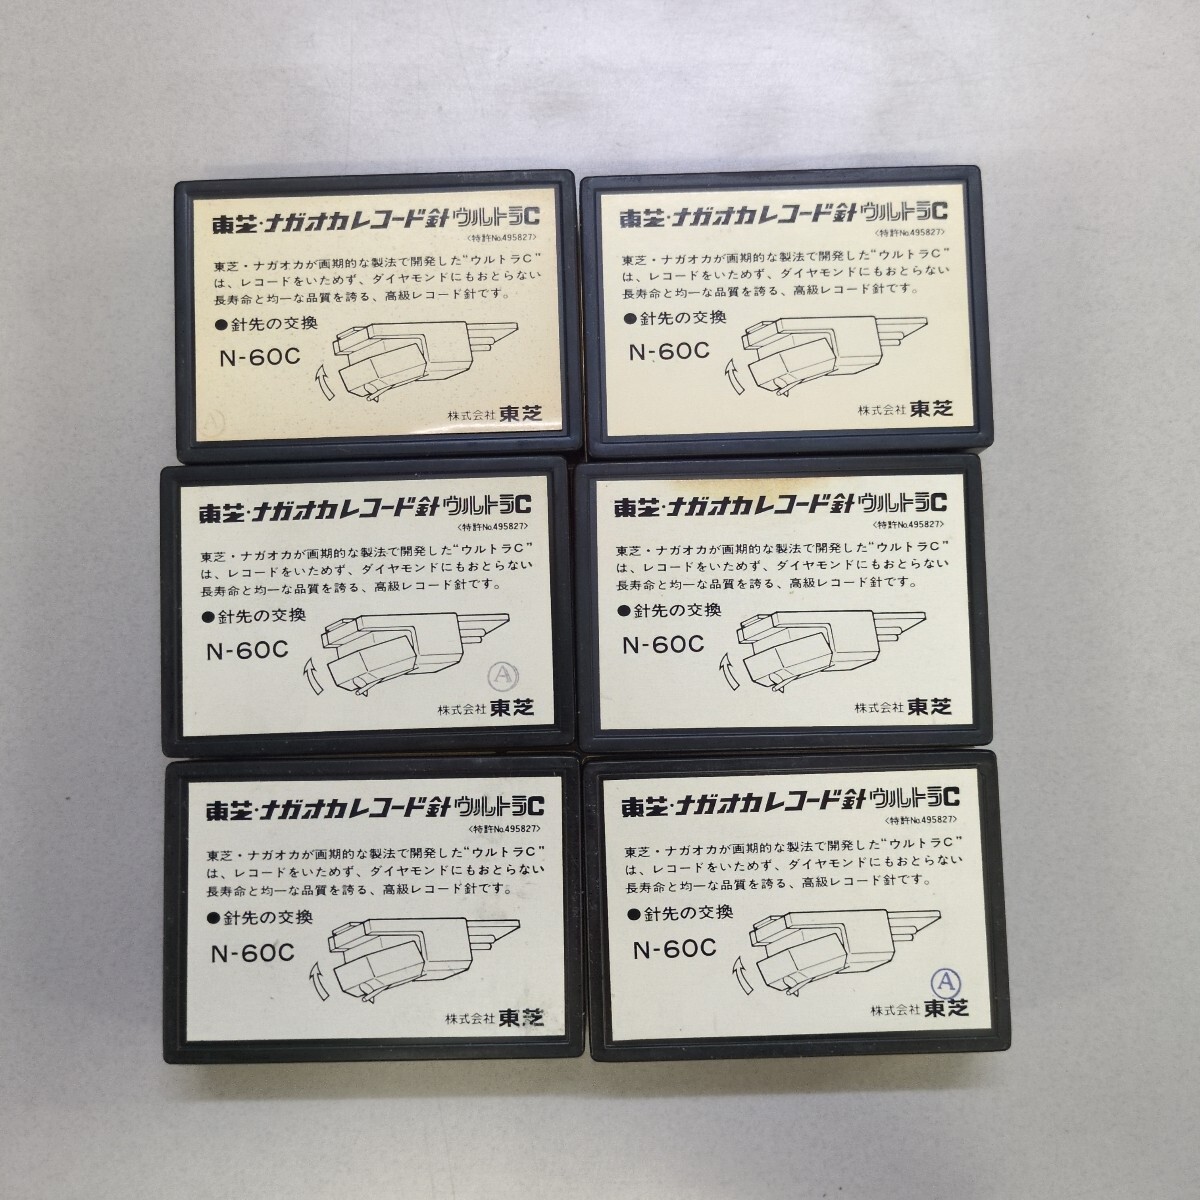 東芝・ナガオカレコード針 ウルトラC
〈特許No.495827〉
東芝・ナガオカが画期的な製法で開発した“ウルトラC”
は、レコードをいためず、ダイヤモンドにもおとらない
長寿命と均一な品質を誇る、高級レコード針です。
●針先の交換
N-60C
株式会社 東芝
東芝・ナガオカレコード針 ウルトラC
〈特許No.495827〉
東芝・ナガオカが画期的な製法で開発した“ウルトラC”
は、レコードをいためず、ダイヤモンドにもおとらない
長寿命と均一な品質を誇る、高級レコード針です。
●針先の交換
N-60C
株式会社 東芝
東芝・ナガオカレコード針 ウルトラC
〈特許No.495827〉
東芝・ナガオカが画期的な製法で開発した“ウルトラC”
は、レコードをいためず、ダイヤモンドにもおとらない
長寿命と均一な品質を誇る、高級レコード針です。
●針先の交換
N-60C
A
株式会社 東芝
東芝・ナガオカレコード針 ウルトラC
〈特許No.495827〉
東芝・ナガオカが画期的な製法で開発した“ウルトラC”
は、レコードをいためず、ダイヤモンドにもおとらない
長寿命と均一な品質を誇る、高級レコード針です。
●針先の交換
N-60C
株式会社 東芝
東芝・ナガオカレコード針 ウルトラC
〈特許No.495827〉
東芝・ナガオカが画期的な製法で開発した“ウルトラC”
は、レコードをいためず、ダイヤモンドにもおとらない
長寿命と均一な品質を誇る、高級レコード針です。
●針先の交換
N-60C
株式会社 東芝
東芝・ナガオカレコード針 ウルトラC
〈特許No.495827〉
東芝・ナガオカが画期的な製法で開発した“ウルトラC”
は、レコードをいためず、ダイヤモンドにもおとらない
長寿命と均一な品質を誇る、高級レコード針です。
●針先の交換
N-60C
A
株式会社 東芝